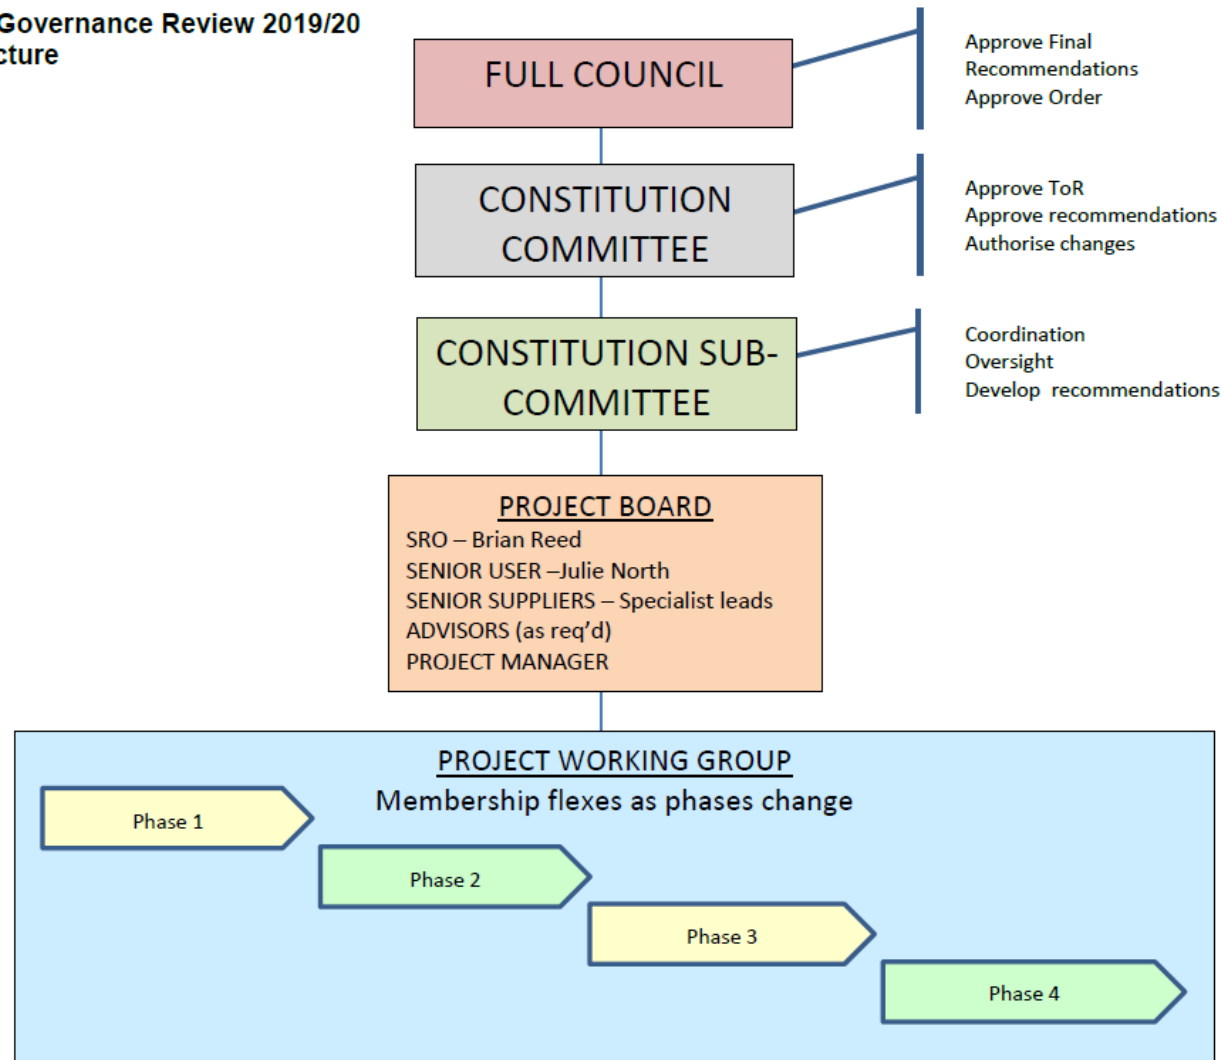 Governance Review 2019/20
cture
FULL COUNCIL
Approve Final
Recommendations
Approve Order
CONSTITUTION
COMMITTEE
Approve ToR
Approve recommendations
Authorise changes
CONSTITUTION SUB-
COMMITTEE
Coordination
Oversight
Develop recommendations
PROJECT BOARD
SRO – Brian Reed
SENIOR USER –Julie North
SENIOR SUPPLIERS – Specialist leads
ADVISORS (as req’d)
PROJECT MANAGER
PROJECT WORKING GROUP
Membership flexes as phases change
Phase 1
Phase 2
Phase 3
Phase 4